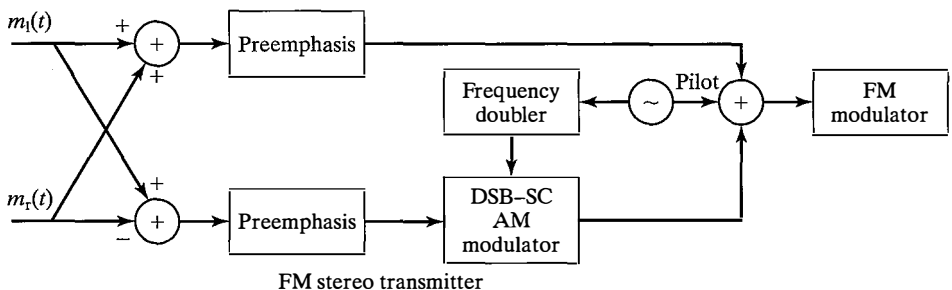 m_l(t)
+
+
+
Preemphasis
Frequency
doubler
~
Pilot
+
FM
modulator
m_r(t)
+
+
−
Preemphasis
DSB–SC
AM
modulator
FM stereo transmitter